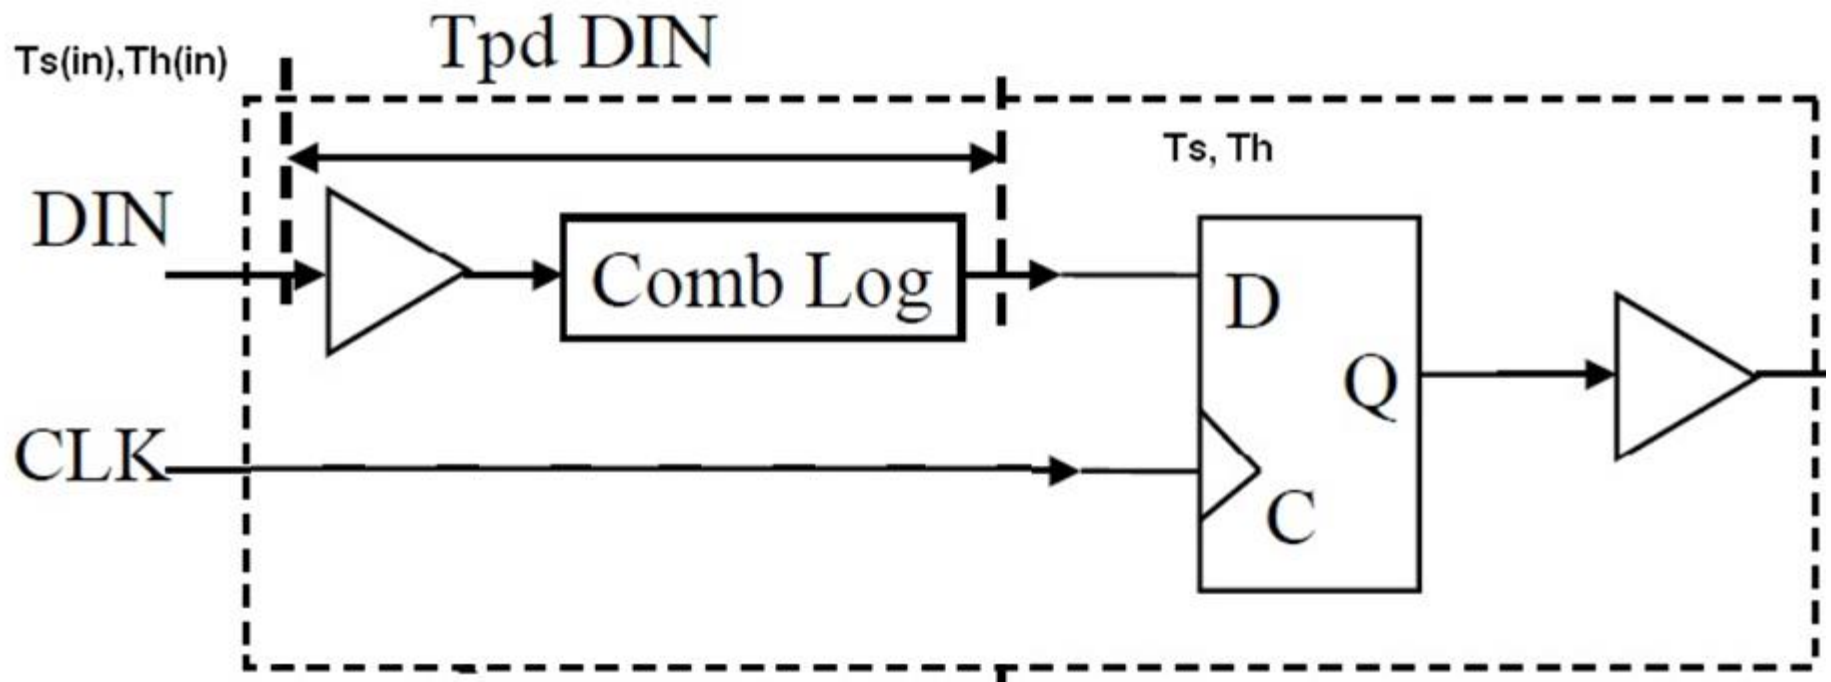 Tpd DIN
Ts(in),Th(in)
Ts, Th
DIN
Comb Log
D
Q
CLK
C